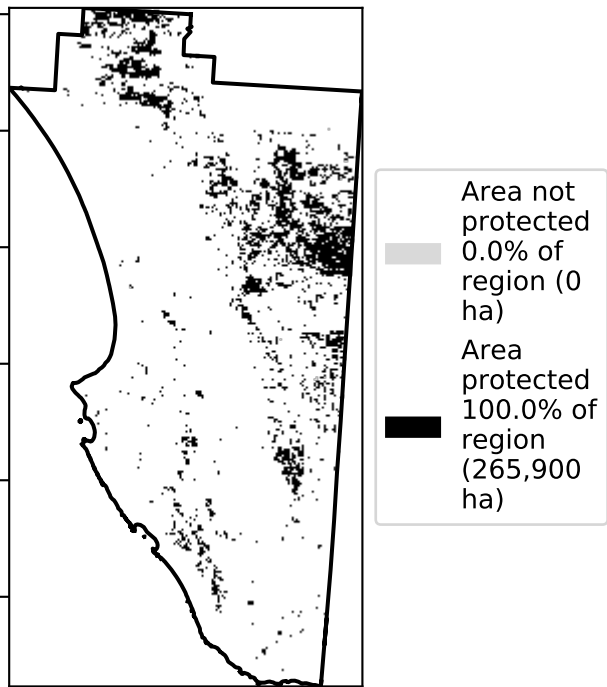 Area not
protected
0.0% of
region (0
ha)
Area
protected
100.0% of
region
(265,900
ha)